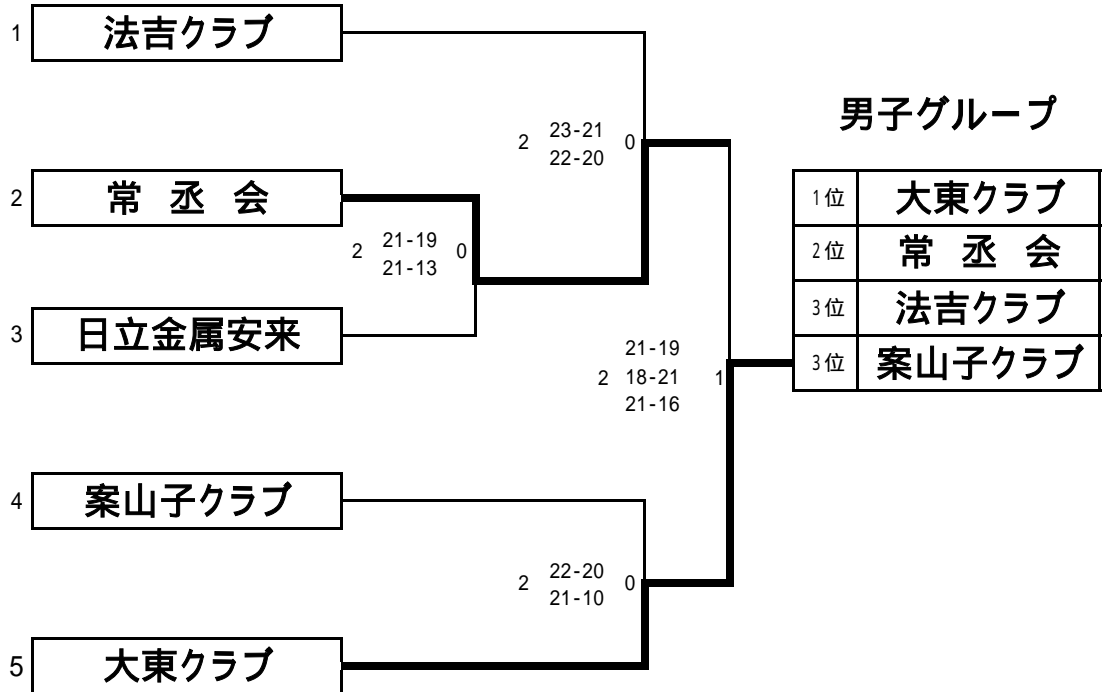 1 法吉クラブ
男子グループ
2 23-21 0
22-20
2 常 丞 会
1位 大東クラブ
2位 常 丞 会
3位 法吉クラブ
3位 案山子クラブ
2 21-19 0
21-13
3 日立金属安来
21-19
2 18-21 1
21-16
4 案山子クラブ
2 22-20 0
21-10
5 大東クラブ